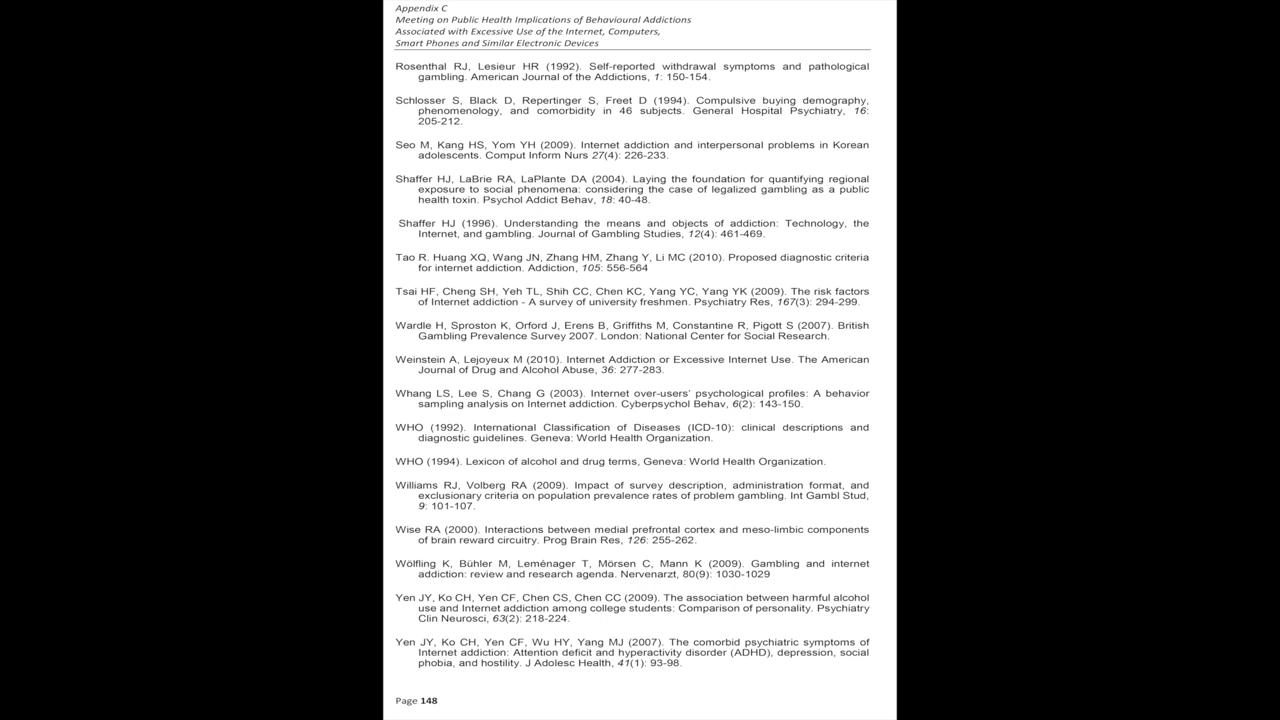 Appendix C
Meeting on Public Health Implications of Behavioural Addictions
Associated with Excessive Use of the Internet, Computers,
Smart Phones and Similar Electronic Devices
Rosenthal RJ, Lesieur HR (1992). Self-reported withdrawal symptoms and pathological
gambling. American Journal of the Addictions, 1: 150-154.
Schlosser S, Black D, Repertinger S, Freet D (1994). Compulsive buying demography,
phenomenology, and comorbidity in 46 subjects. General Hospital Psychiatry, 16:
205-212.
Seo M, Kang HS, Yom YH (2009). Internet addiction and interpersonal problems in Korean
adolescents. Comput Inform Nurs 27(4): 226-233.
Shaffer HJ, LaBrie RA, LaPlante DA (2004). Laying the foundation for quantifying regional
exposure to social phenomena: considering the case of legalized gambling as a public
health toxin. Psychol Addict Behav, 18: 40-48.
Shaffer HJ (1996). Understanding the means and objects of addiction: Technology, the
Internet, and gambling. Journal of Gambling Studies, 12(4): 461-469.
Tao R. Huang XQ, Wang JN, Zhang HM, Zhang Y, Li MC (2010). Proposed diagnostic criteria
for internet addiction. Addiction, 105: 556-564
Tsai HF, Cheng SH, Yeh TL, Shih CC, Chen KC, Yang YC, Yang YK (2009). The risk factors
of Internet addiction - A survey of university freshmen. Psychiatry Res, 167(3): 294-299.
Wardle H, Sproston K, Orford J, Erens B, Griffiths M, Constantine R, Pigott S (2007). British
Gambling Prevalence Survey 2007. London: National Center for Social Research.
Weinstein A, Lejoyeux M (2010). Internet Addiction or Excessive Internet Use. The American
Journal of Drug and Alcohol Abuse, 36: 277-283.
Whang LS, Lee S, Chang G (2003). Internet over-users' psychological profiles: A behavior
sampling analysis on Internet addiction. Cyberpsychol Behav, 6(2): 143-150.
WHO (1992). International Classification of Diseases (ICD-10): clinical descriptions and
diagnostic guidelines. Geneva: World Health Organization.
WHO (1994). Lexicon of alcohol and drug terms, Geneva: World Health Organization.
Williams RJ, Volberg RA (2009). Impact of survey description, administration format, and
exclusionary criteria on population prevalence rates of problem gambling. Int Gambl Stud,
9: 101-107.
Wise RA (2000). Interactions between medial prefrontal cortex and meso-limbic components
of brain reward circuitry. Prog Brain Res, 126: 255-262.
Wölfling K, Bühler M, Leménager T, Mörsen C, Mann K (2009). Gambling and internet
addiction: review and research agenda. Nervenarzt, 80(9): 1030-1029
Yen JY, Ko CH, Yen CF, Chen CS, Chen CC (2009). The association between harmful alcohol
use and Internet addiction among college students: Comparison of personality. Psychiatry
Clin Neurosci, 63(2): 218-224.
Yen JY, Ko CH, Yen CF, Wu HY, Yang MJ (2007). The comorbid psychiatric symptoms of
Internet addiction: Attention deficit and hyperactivity disorder (ADHD), depression, social
phobia, and hostility. J Adolesc Health, 41(1): 93-98.
Page 148